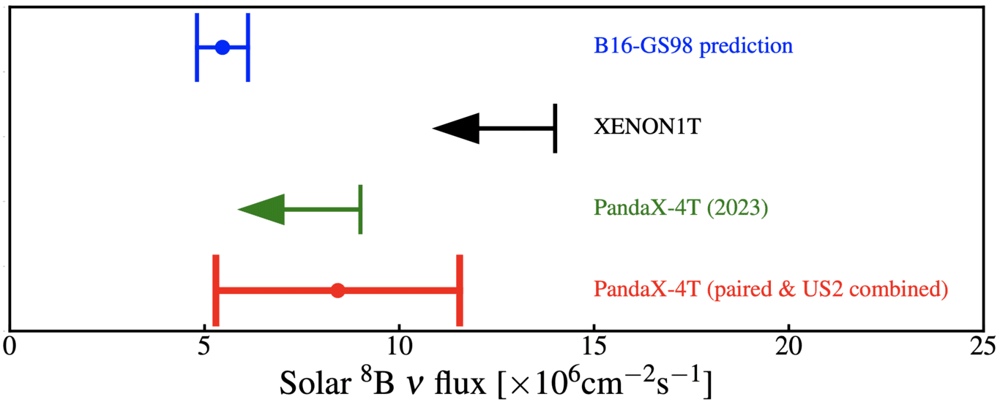 B16-GS98 prediction
XENON1T
PandaX-4T (2023)
PandaX-4T (paired & US2 combined)
0 5 10 15 20 25
Solar ⁸B ν flux [×10⁶cm⁻²s⁻¹]